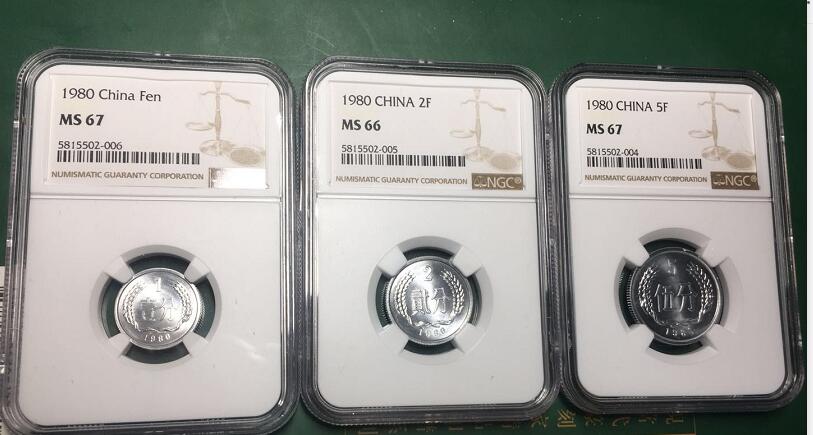 1980 China Fen
MS 67
5815502-006
NUMISMATIC GUARANTY CORPORATION
1980 CHINA 2F
MS 66
5815502-005
NUMISMATIC GUARANTY CORPORATION
NGC®
1980 CHINA 5F
MS 67
5815502-004
NUMISMATIC GUARANTY CORPORATION
NGC®
1
壹分
1980
2
贰分
1980
5
伍分